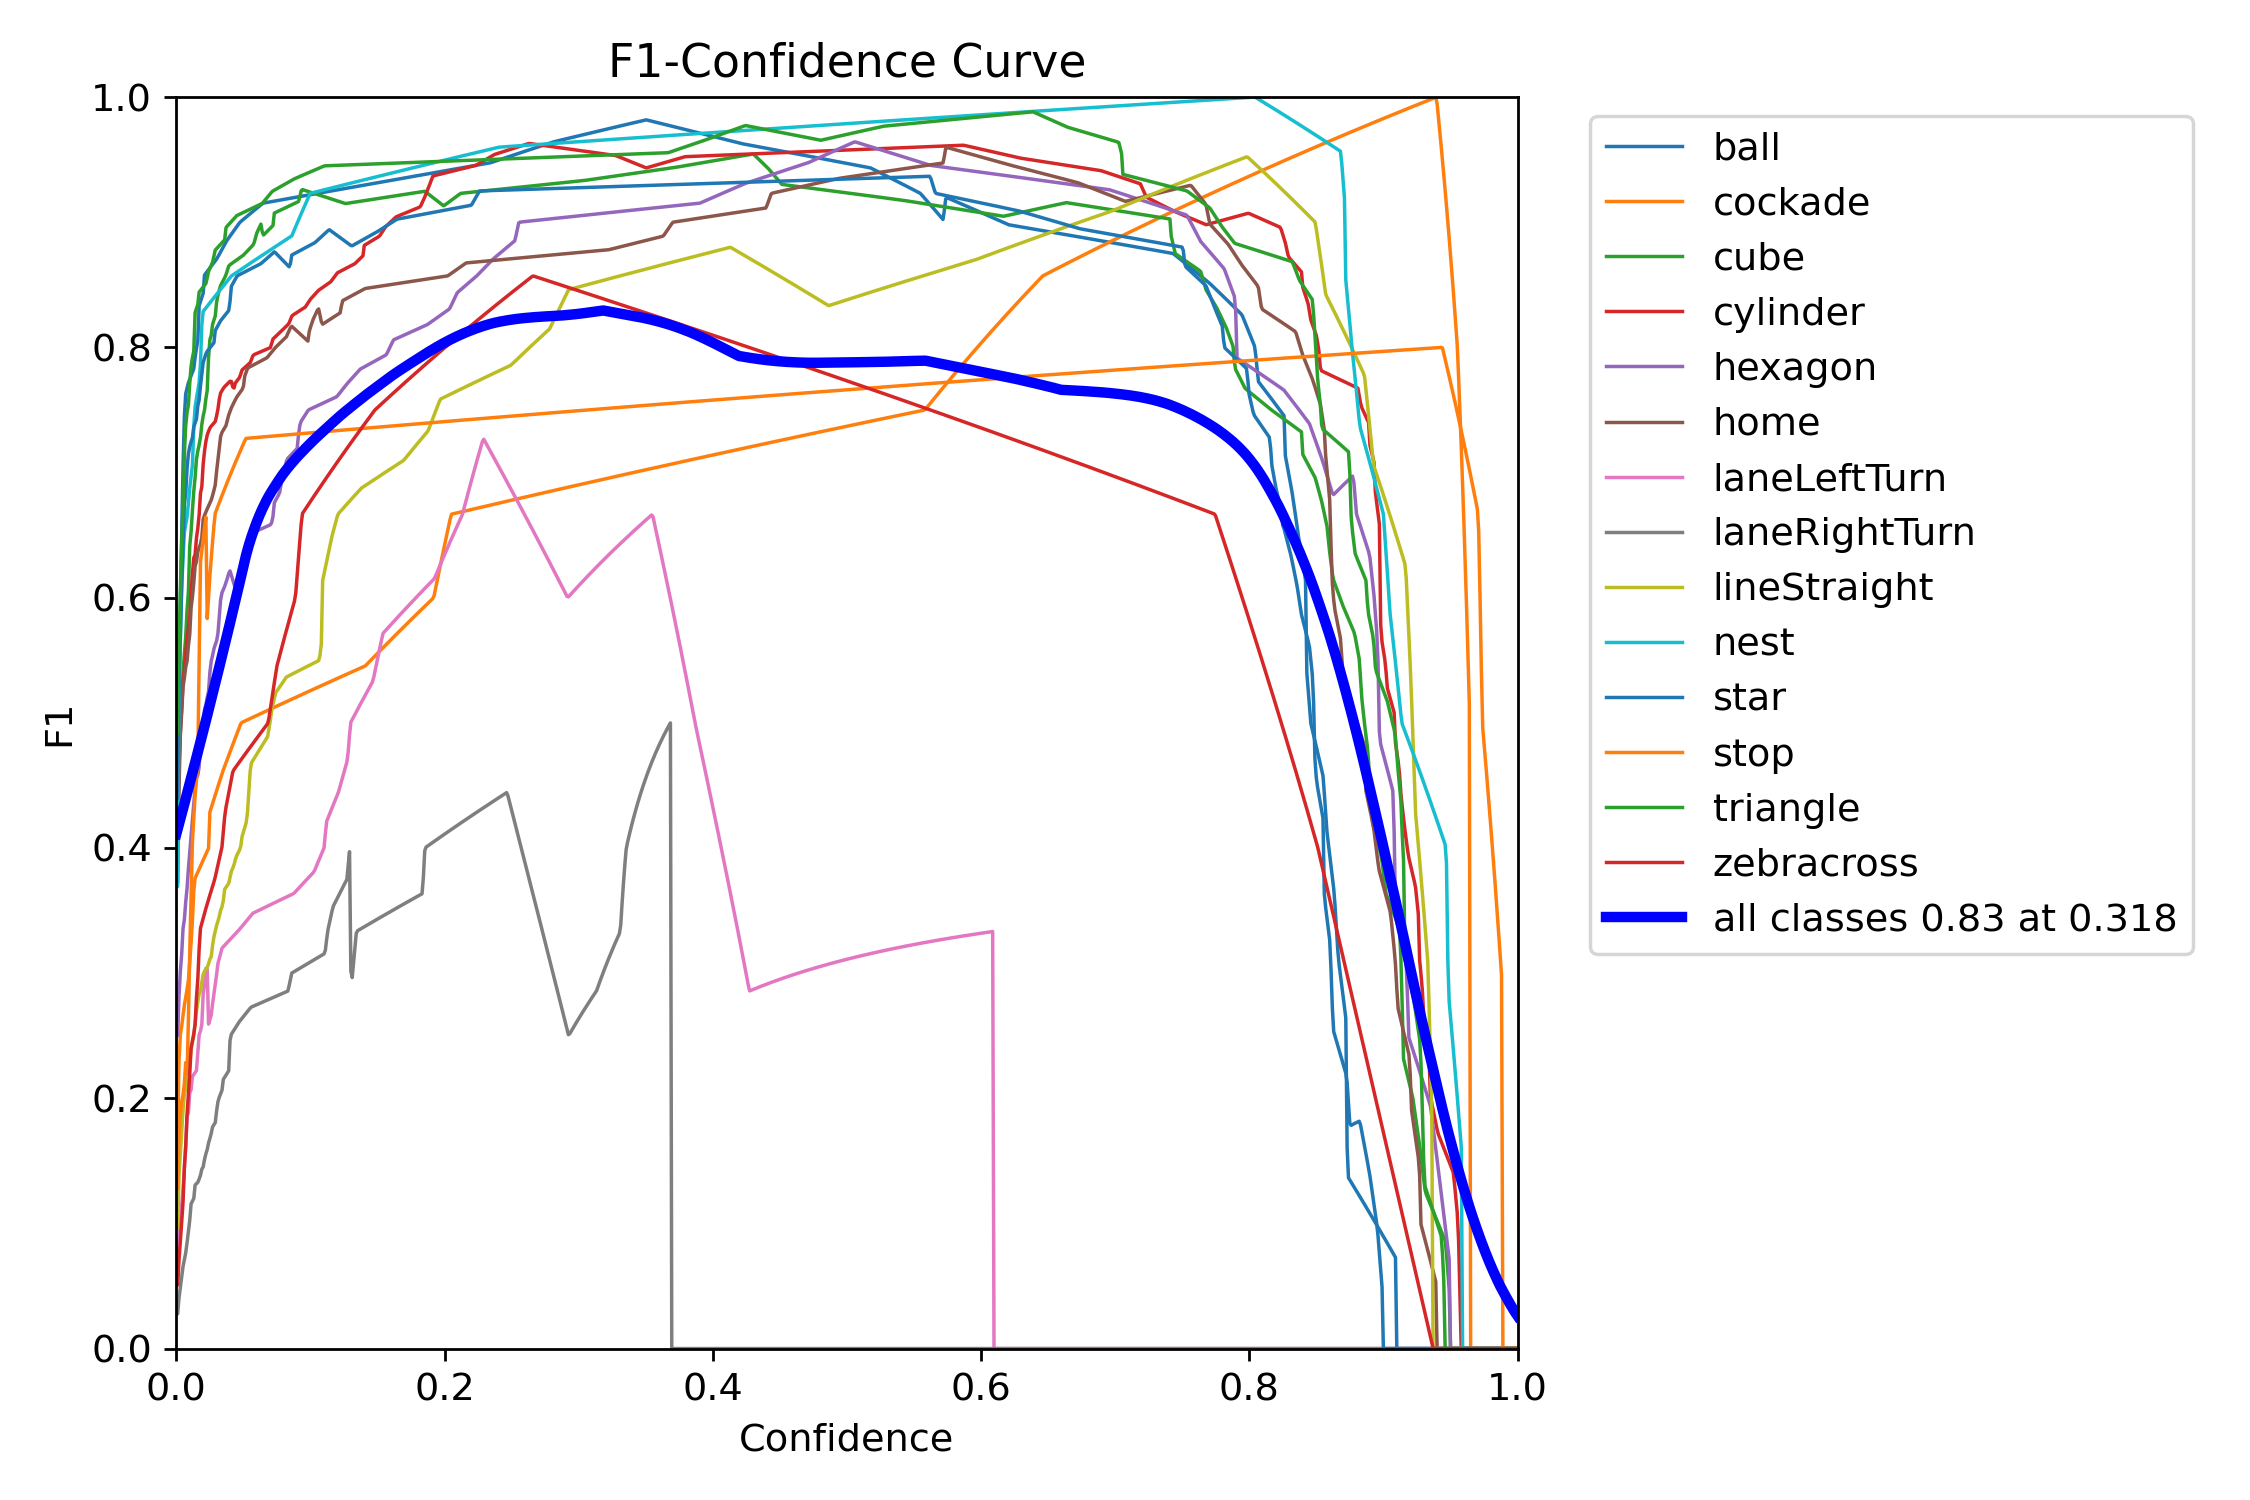 F1-Confidence Curve
1.0
0.8
0.6
0.4
0.2
0.0
F1
0.0 0.2 0.4 0.6 0.8 1.0
Confidence
ball
cockade
cube
cylinder
hexagon
home
laneLeftTurn
laneRightTurn
lineStraight
nest
star
stop
triangle
zebracross
all classes 0.83 at 0.318